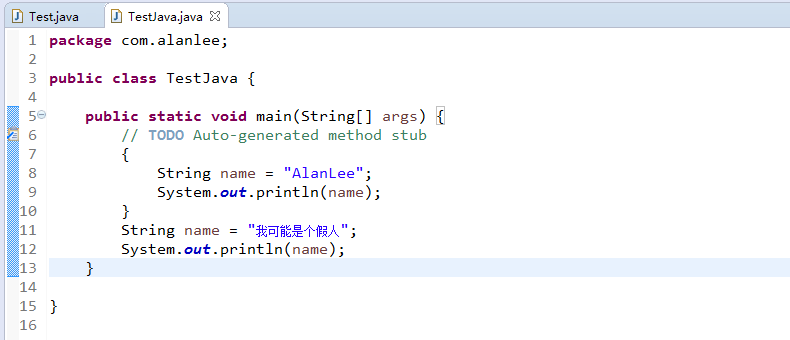 Test.java TestJava.java
1 package com.alanlee;
2
3 public class TestJava {
4
5 public static void main(String[] args) {
6 // TODO Auto-generated method stub
7 {
8 String name = "AlanLee";
9 System.out.println(name);
10 }
11 String name = "我可能是个假人";
12 System.out.println(name);
13 }
14
15 }
16